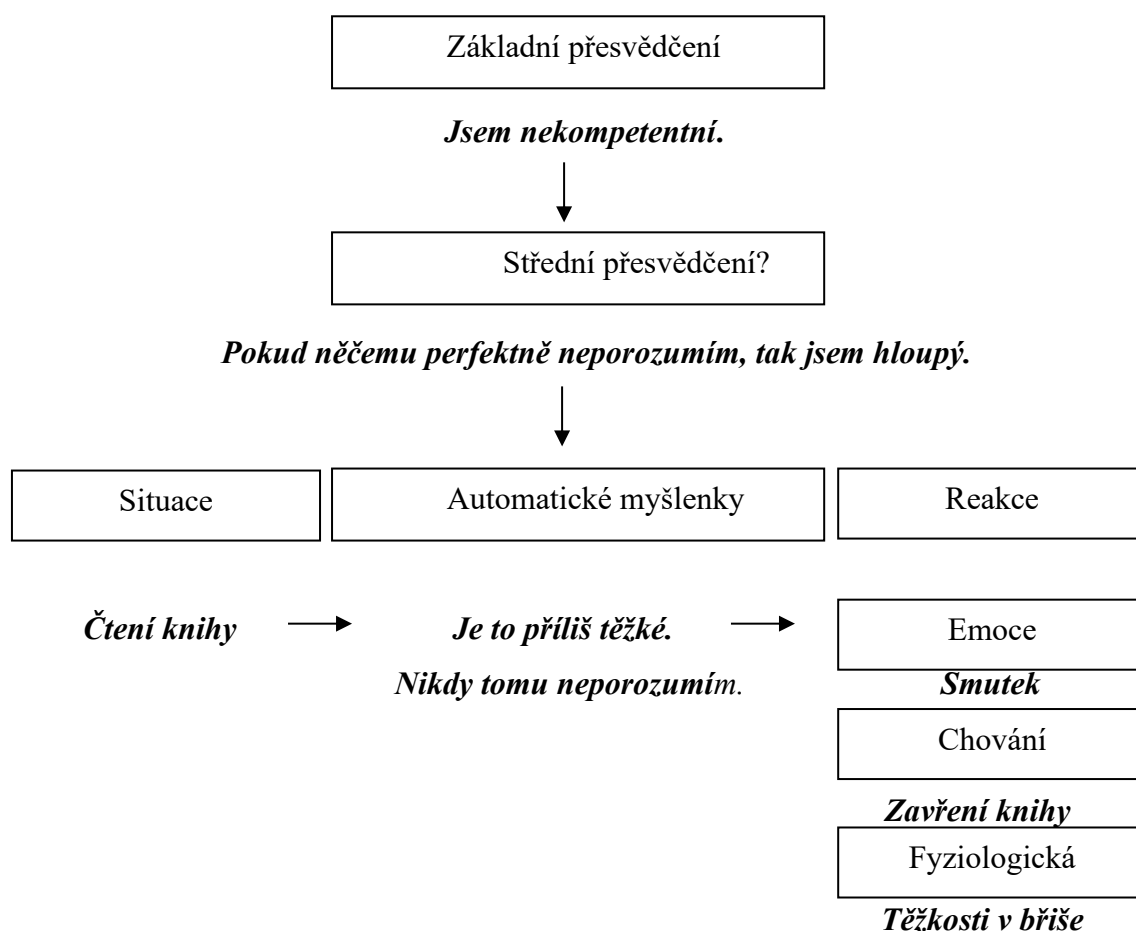 Základní přesvědčení
Jsem nekompetentní.
Střední přesvědčení?
Pokud něčemu perfektně neporozumím, tak jsem hloupý.
Situace
Automatické myšlenky
Reakce
Čtení knihy
Je to příliš těžké.
Nikdy tomu neporozumím.
Emoce
Smutek
Chování
Zavření knihy
Fyziologická
Těžkosti v břiše